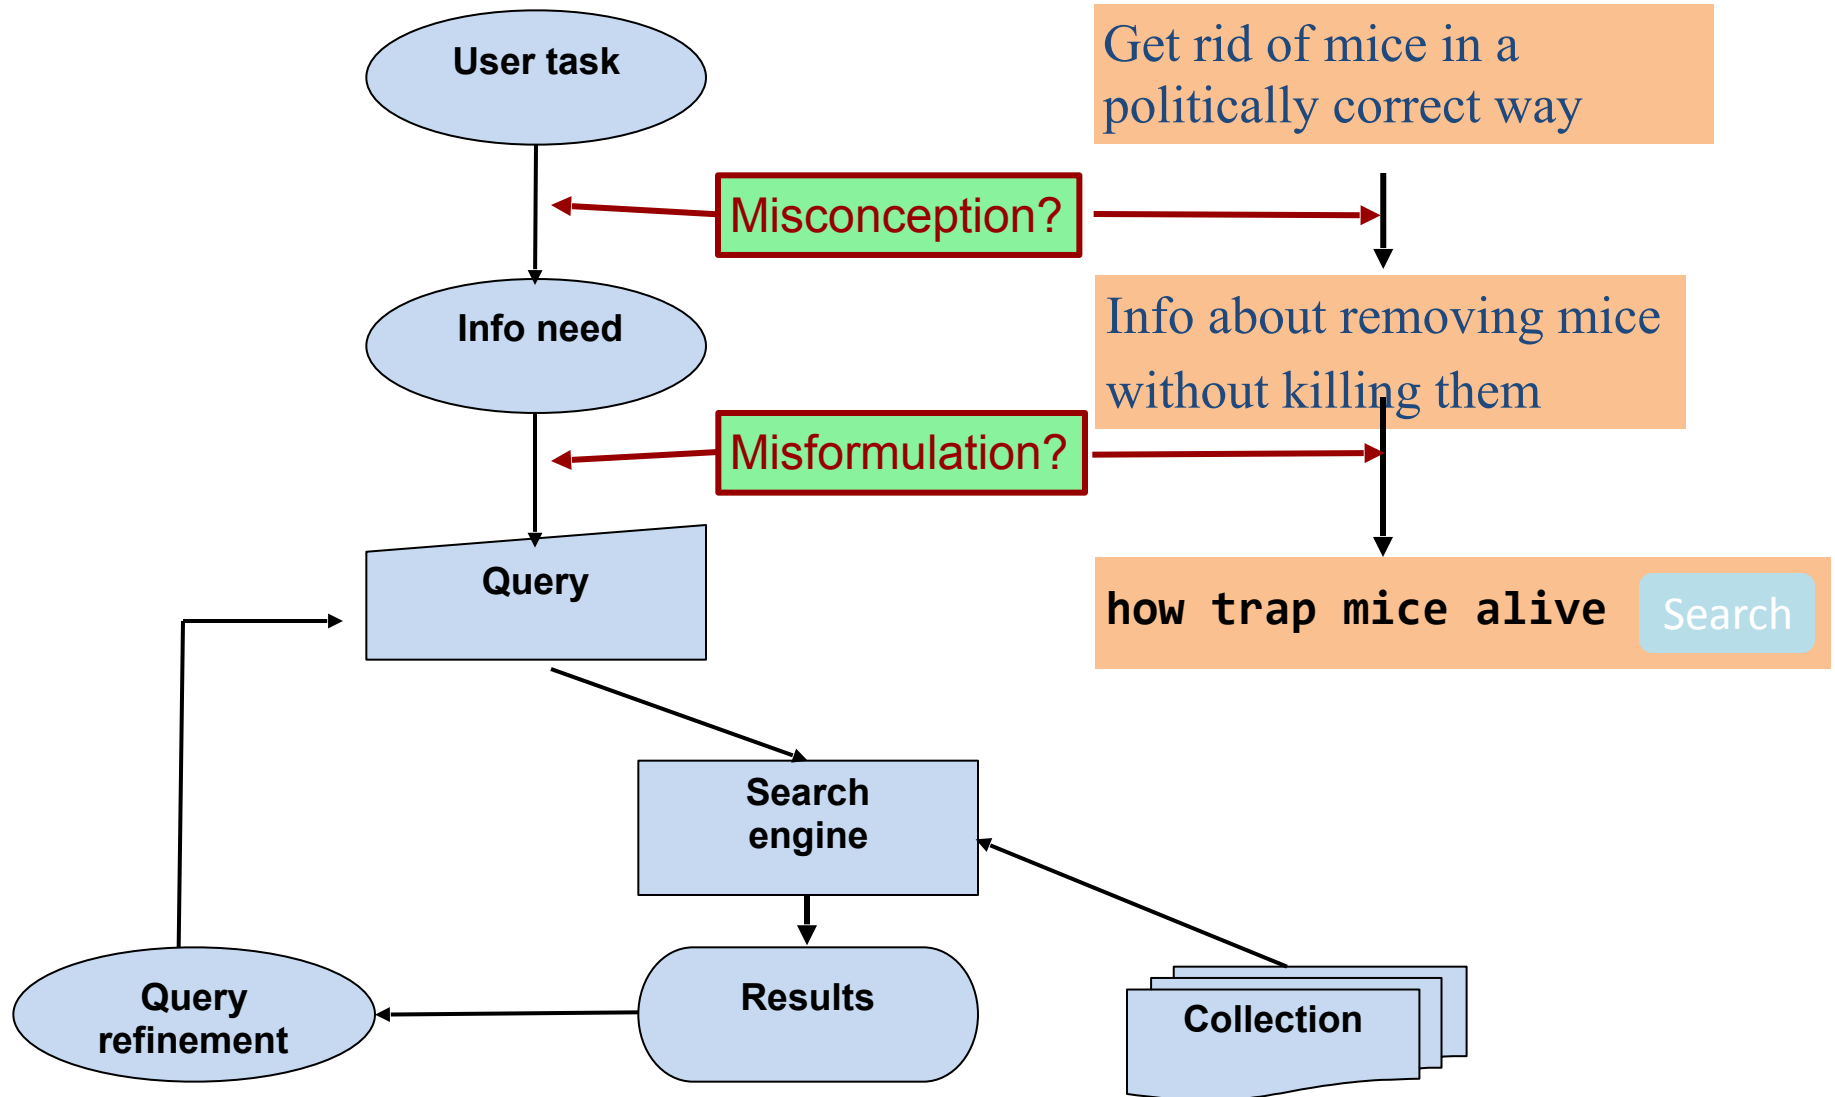 User task
Get rid of mice in a
politically correct way
Misconception?
Info need
Info about removing mice
without killing them
Misformulation?
Query
how trap mice alive
Search
Search
engine
Results
Query
refinement
Collection